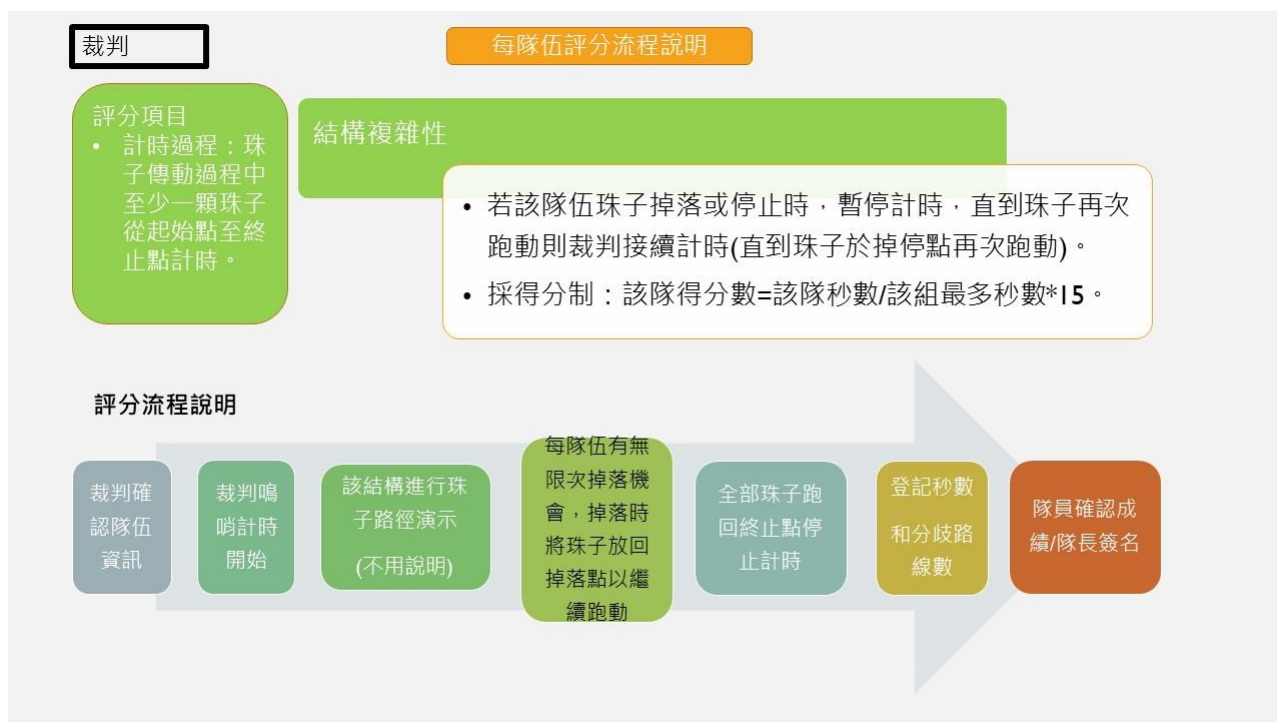 裁判
每隊伍評分流程說明
評分項目
• 計時過程：珠
子傳動過程中
至少一顆珠子
從起始點至終
止點計時。
結構複雜性
• 若該隊伍珠子掉落或停止時，暫停計時，直到珠子再次
跑動則裁判接續計時(直到珠子於掉停點再次跑動)。
• 採得分制：該隊得分數=該隊秒數/該組最多秒數*15。
評分流程說明
裁判確
認隊伍
資訊
裁判鳴
哨計時
開始
該結構進行珠
子路徑演示
(不用說明)
每隊伍有無
限次掉落機
會，掉落時
將珠子放回
掉落點以繼
續跑動
全部珠子跑
回終止點停
止計時
登記秒數
和分歧路
線數
隊員確認成
績/隊長簽名